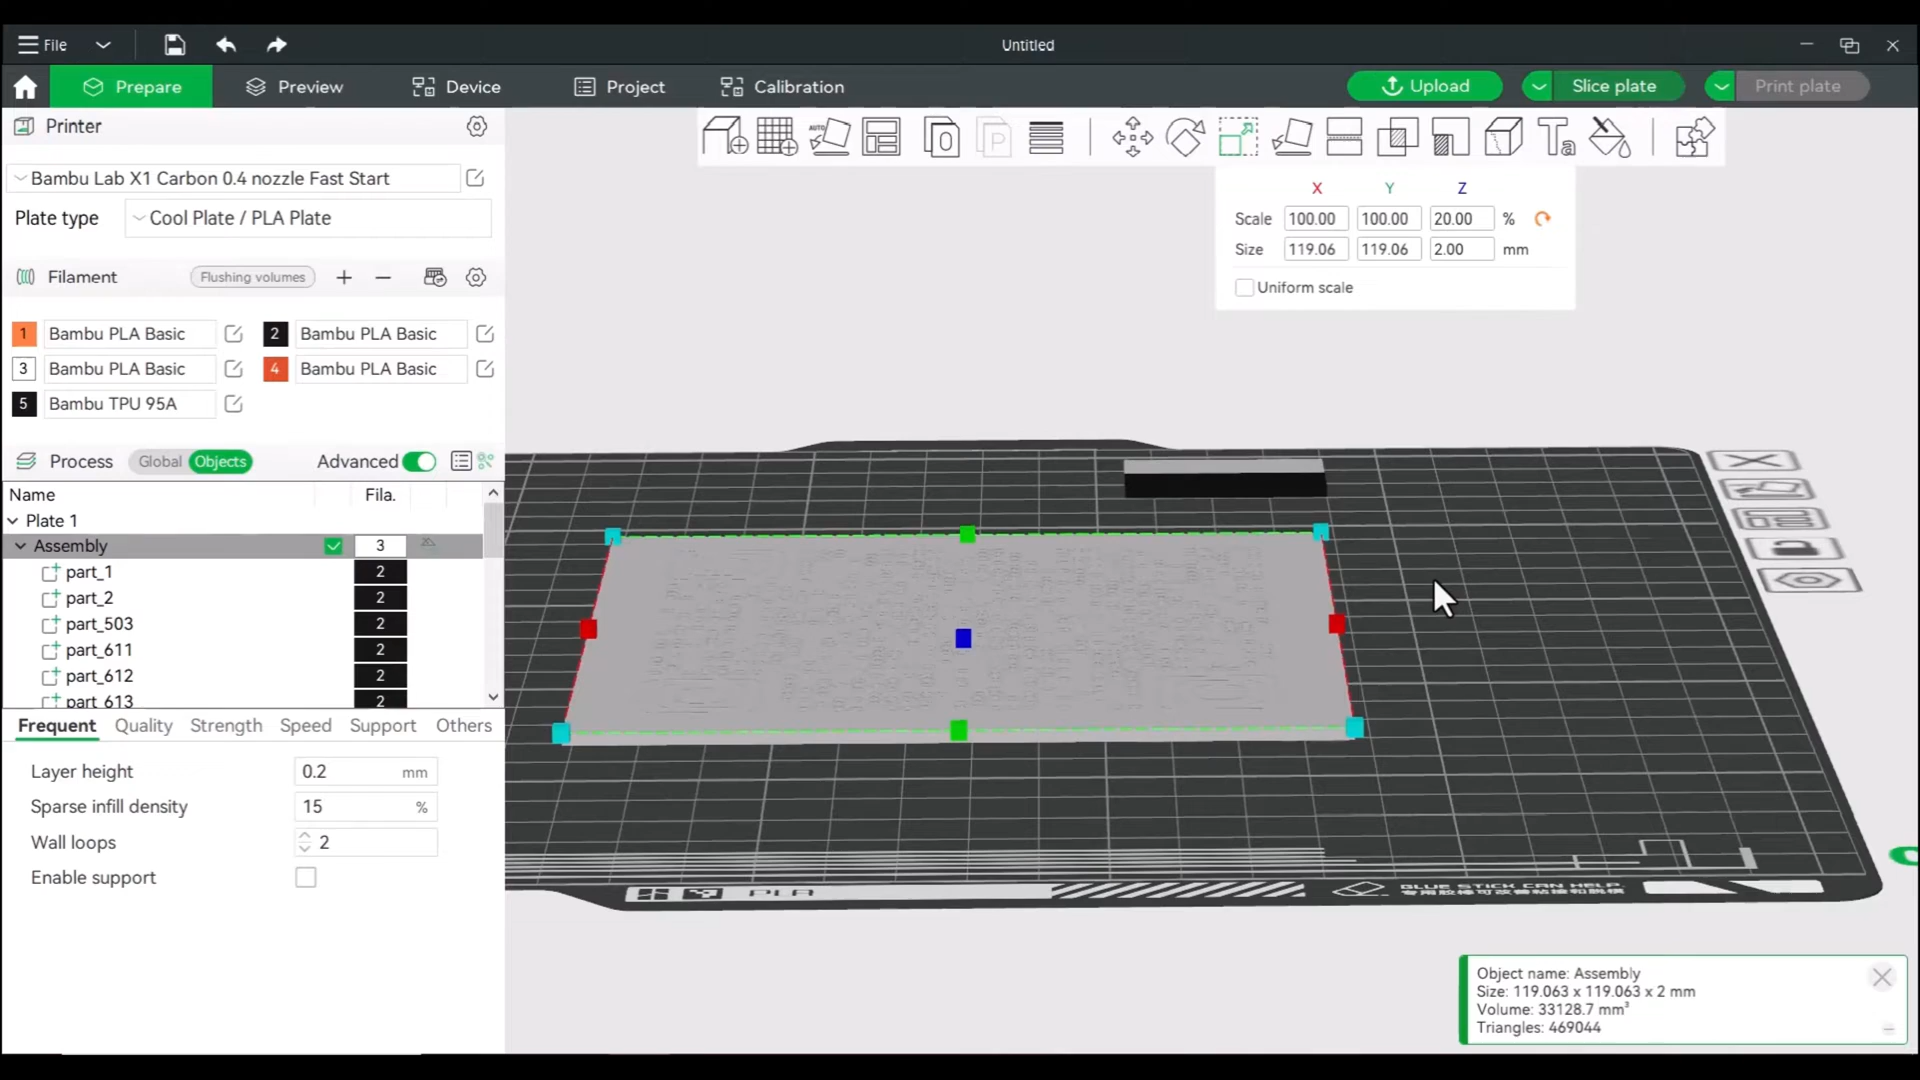 File
Untitled
Prepare
Preview
Device
Project
Calibration
Upload
Slice plate
Print plate
Printer
Bambu Lab X1 Carbon 0.4 nozzle Fast Start
Plate type
Cool Plate / PLA Plate
X Y Z
Scale 100.00 100.00 20.00 %
Size 119.06 119.06 2.00 mm
Uniform scale
Filament
Flushing volumes
1 Bambu PLA Basic
2 Bambu PLA Basic
3 Bambu PLA Basic
4 Bambu PLA Basic
5 Bambu TPU 95A
Process
Global
Objects
Advanced
Name Fila.
Plate 1
Assembly 3
part_1 2
part_2 2
part_503 2
part_611 2
part_612 2
part_613 2
Frequent
Quality
Strength
Speed
Support
Others
Layer height 0.2 mm
Sparse infill density 15 %
Wall loops 2
Enable support
PLA
GLUE STICK CAN HELP
Object name: Assembly
Size: 119.063 x 119.063 x 2 mm
Volume: 33128.7 mm³
Triangles: 469044